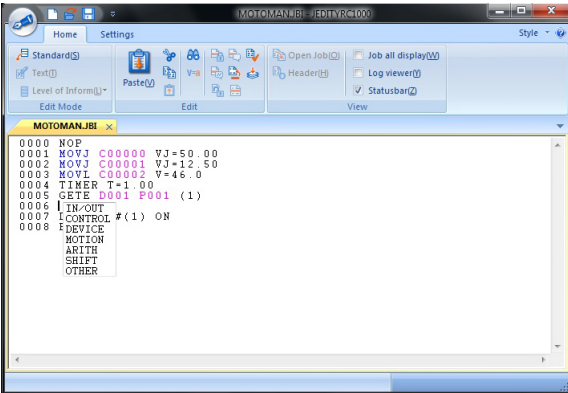 MOTOMAN.JBI - JEDITYRC1000
Home Settings Style
Standard(S)
Text(I)
Level of Inform(L)
Edit Mode
Paste(V)
V=a
Edit
Open Job(O)
Header(H)
Job all display(W)
Log viewer(Y)
Statusbar(Z)
View
MOTOMAN.JBI
0000 NOP
0001 MOVJ C00000 VJ=50.00
0002 MOVJ C00001 VJ=12.50
0003 MOVL C00002 V=46.0
0004 TIMER T=1.00
0005 GETE D001 P001 (1)
0006
0007 #(1) ON
0008
IN/OUT
CONTROL
DEVICE
MOTION
ARITH
SHIFT
OTHER